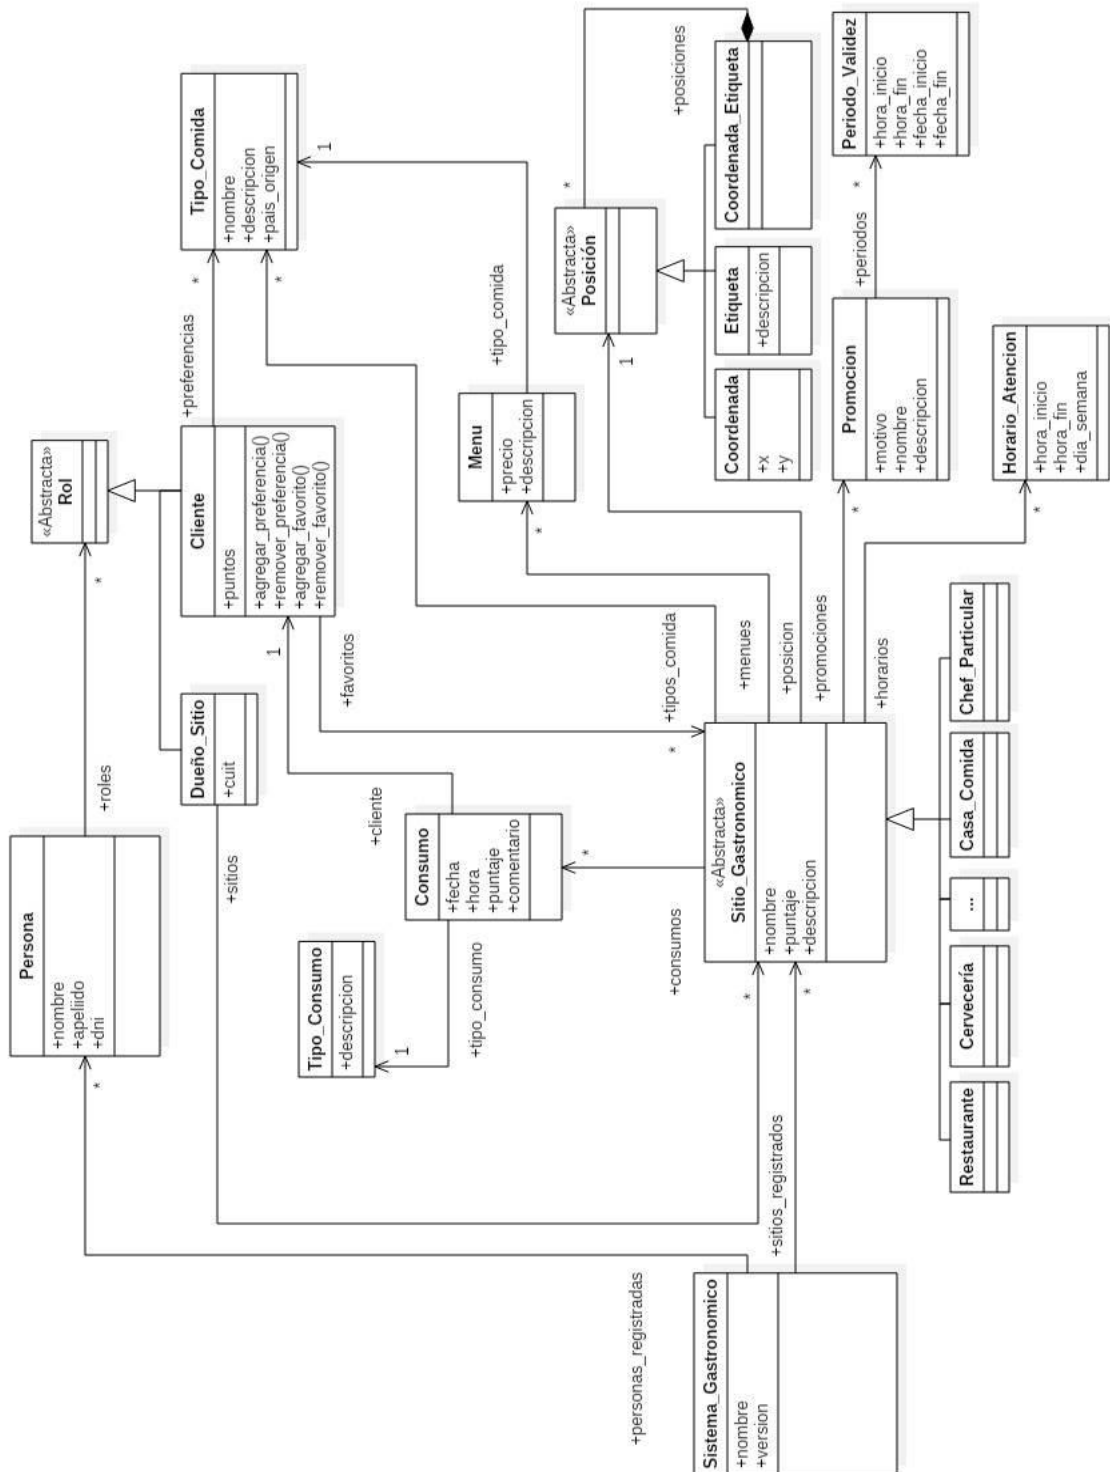 Persona
+nombre
+apeliido
+dni
*
+roles
*
«Abstracta»
Rol
Dueño_Sitio
+cuit
+sitios
Cliente
+puntos
+agregar_preferencia()
+remover_preferencia()
+agregar_favorito()
+remover_favorito()
+preferencias
*
Tipo_Comida
+nombre
+descripcion
+pais_origen
*
1
1
+favoritos
+cliente
Tipo_Consumo
+descripcion
1
+tipo_consumo
Consumo
+fecha
+hora
+puntaje
+comentario
*
Menu
+precio
+descripcion
*
+tipo_comida
«Abstracta»
Posición
*
1
+posiciones
Coordenada
+x
+y
Etiqueta
+descripcion
Coordenada_Etiqueta
+personas_registradas
Sistema_Gastronomico
+nombre
+version
+sitios_registrados
*
*
+consumos
*
+tipos_comida
«Abstracta»
Sitio_Gastronomico
+nombre
+puntaje
+descripcion
+menues
+posicion
+promociones
+horarios
*
Promocion
+motivo
+nombre
+descripcion
+periodos
*
Periodo_Validez
+hora_inicio
+hora_fin
+fecha_inicio
+fecha_fin
*
Horario_Atencion
+hora_inicio
+hora_fin
+dia_semana
Restaurante
Cervecería
...
Casa_Comida
Chef_Particular